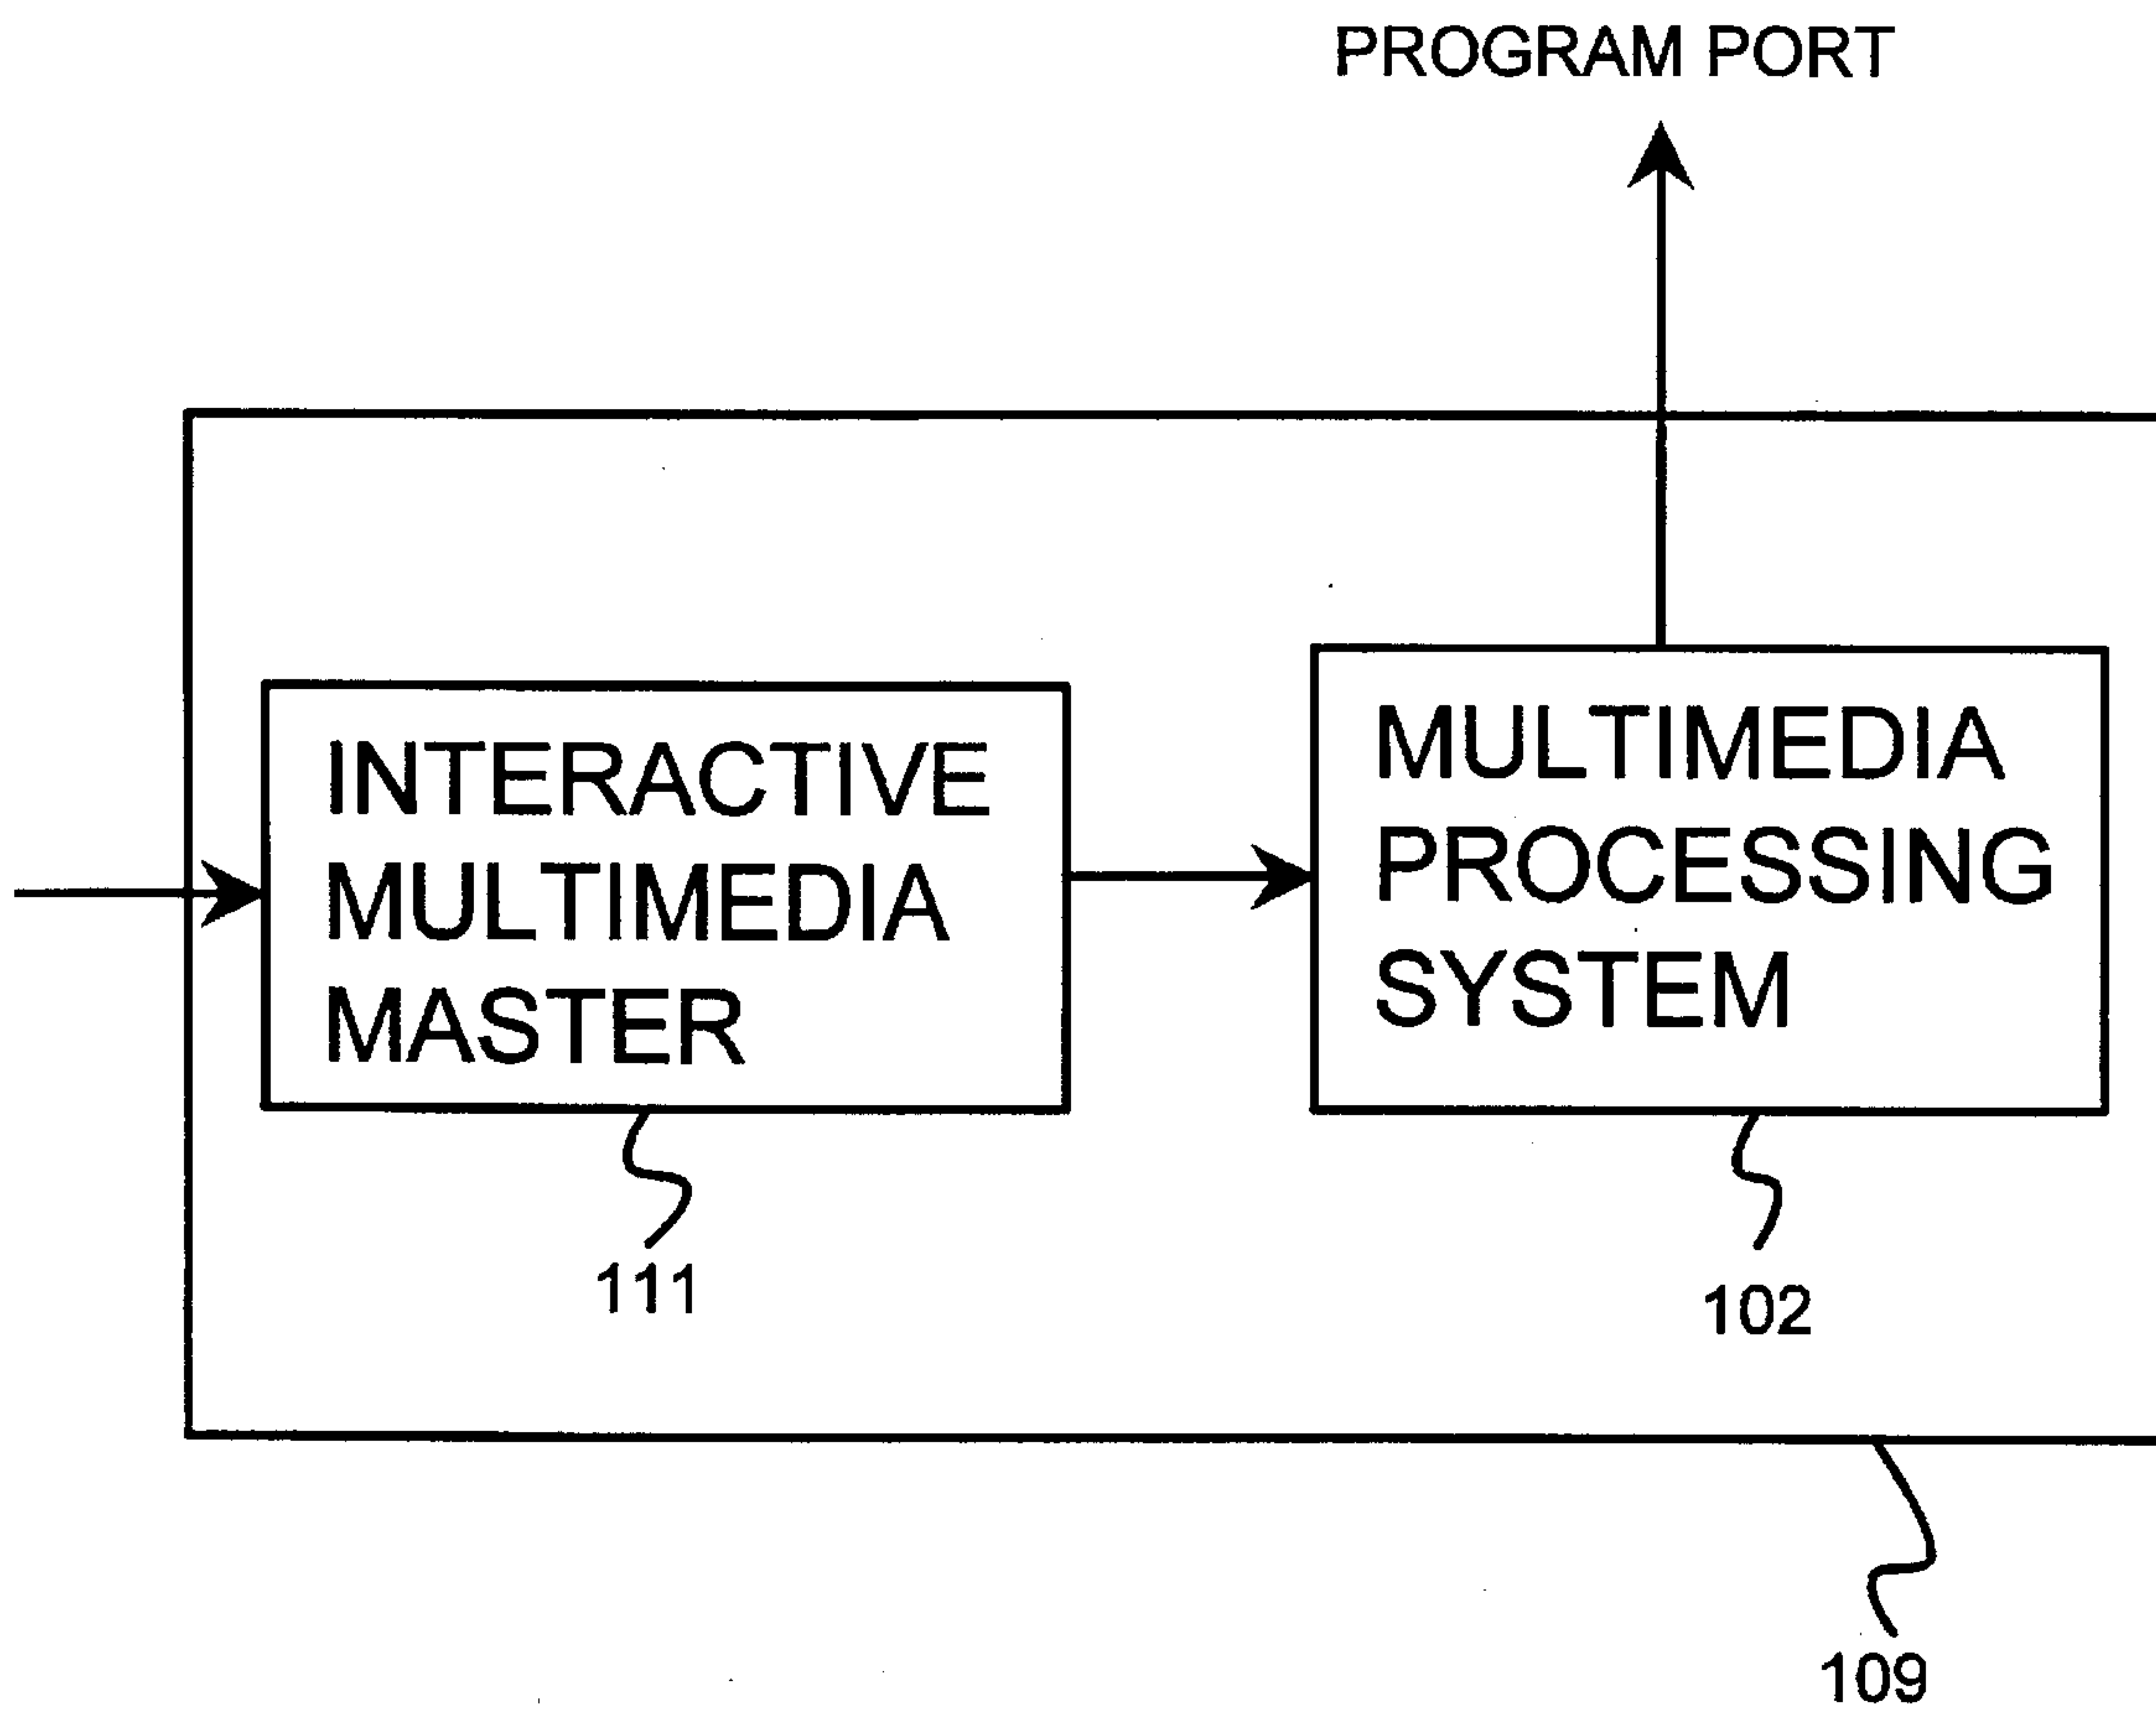 PROGRAM PORT
INTERACTIVE
MULTIMEDIA
MASTER
MULTIMEDIA
PROCESSING
SYSTEM
111
102
109